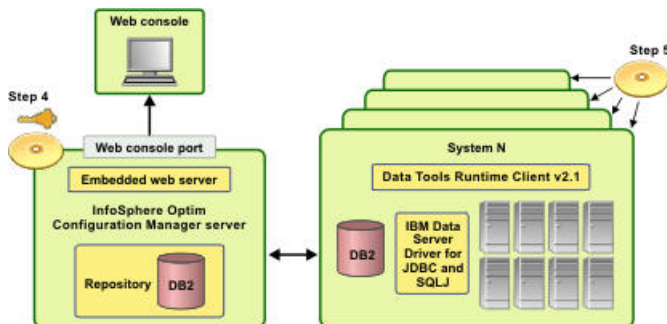 Web console
Step 4
Web console port
Embedded web server
InfoSphere Optim
Configuration Manager server
Repository
DB2
Step 5
System N
Data Tools Runtime Client v2.1
DB2
IBM Data
Server
Driver for
JDBC and
SQLJ